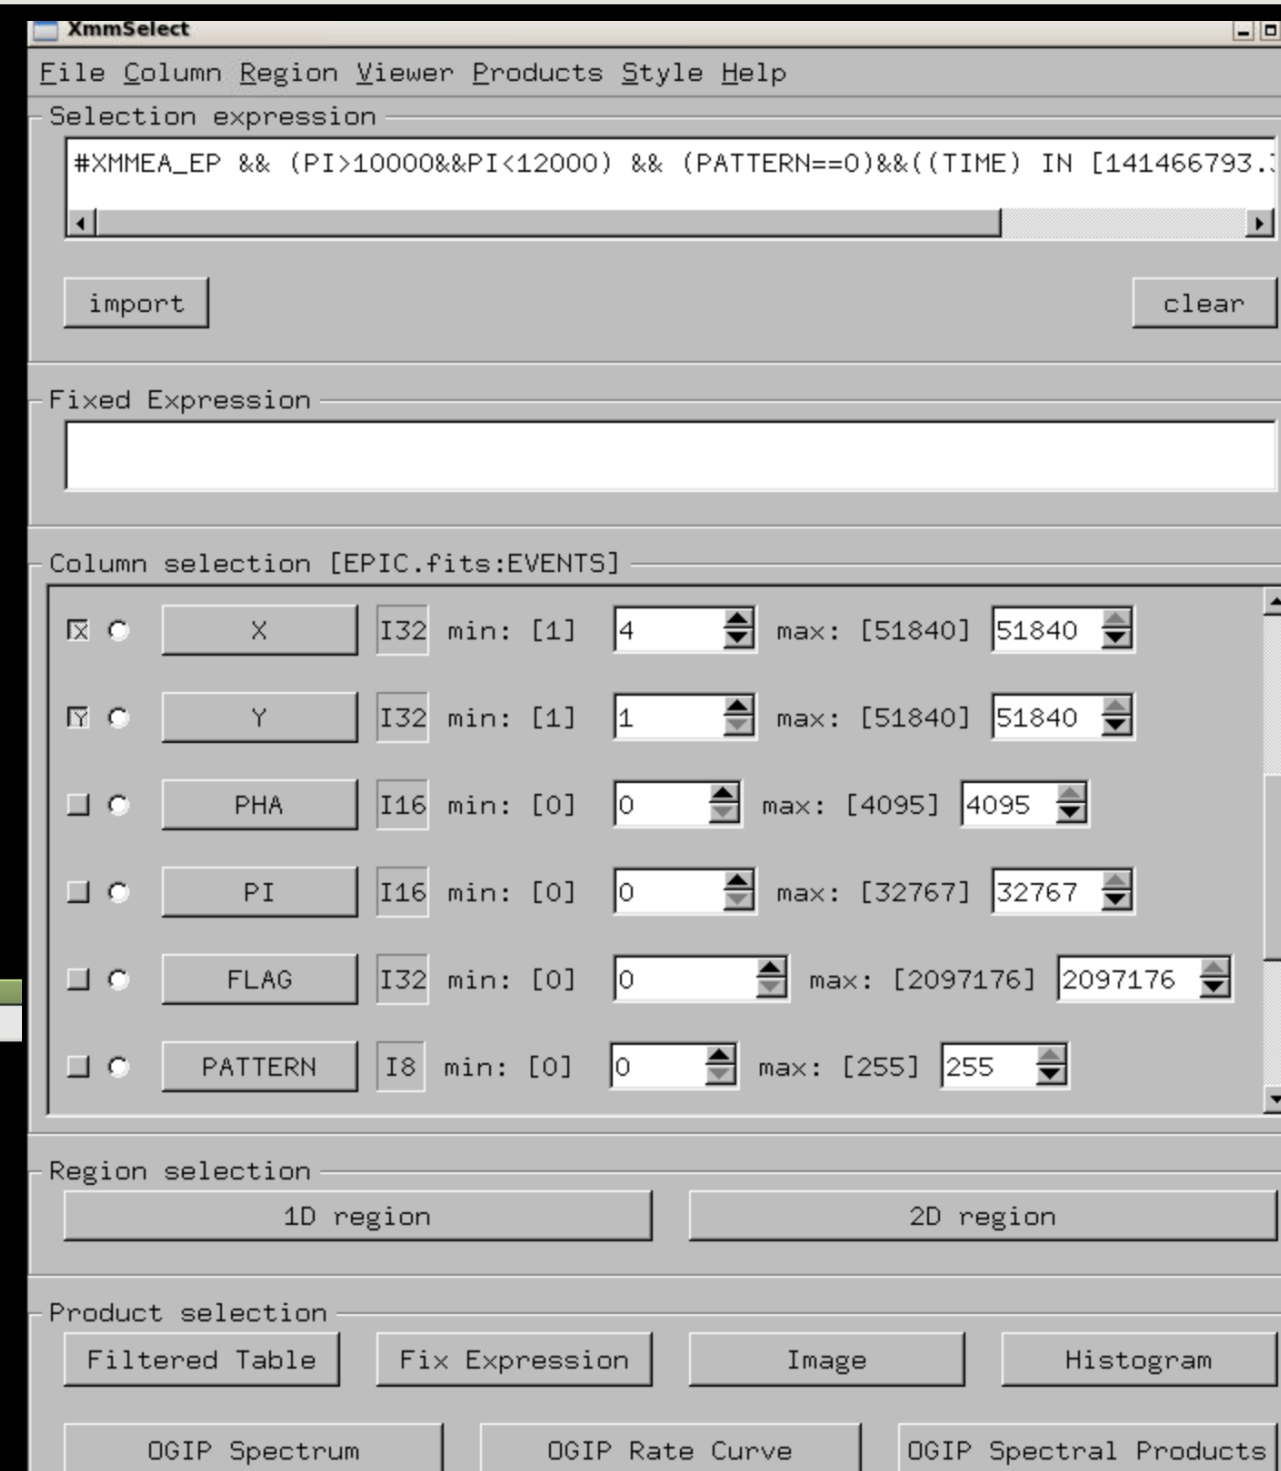 XmmSelect
File Column Region Viewer Products Style Help
Selection expression
#XMMEA_EP && (PI>10000&&PI<12000) && (PATTERN==0)&&((TIME) IN [141466793.
import clear
Fixed Expression
Column selection [EPIC.fits:EVENTS]
X X I32 min: [1] 4 max: [51840] 51840
Y Y I32 min: [1] 1 max: [51840] 51840
PHA I16 min: [0] 0 max: [4095] 4095
PI I16 min: [0] 0 max: [32767] 32767
FLAG I32 min: [0] 0 max: [2097176] 2097176
PATTERN I8 min: [0] 0 max: [255] 255
Region selection
1D region 2D region
Product selection
Filtered Table Fix Expression Image Histogram
OGIP Spectrum OGIP Rate Curve OGIP Spectral Products